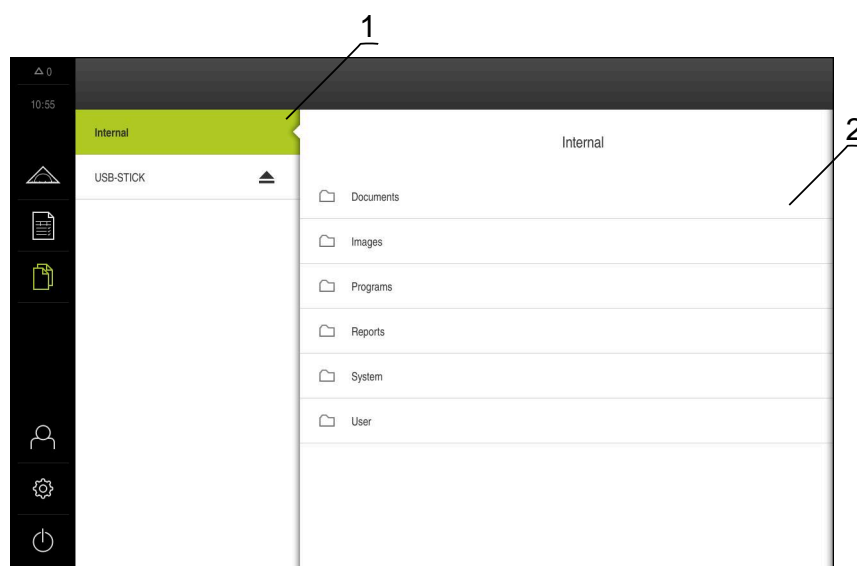 1
0
10:55
2
Internal
USB-STICK
Internal
Documents
Images
Programs
Reports
System
User